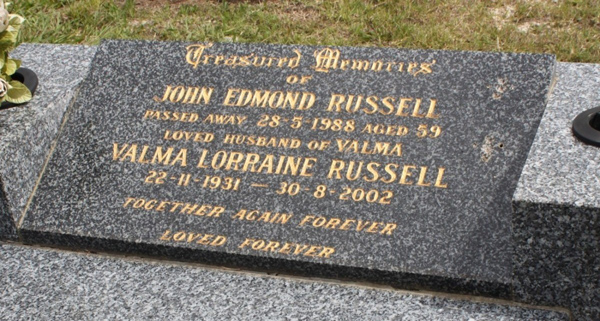 Treasured Memories
OF
JOHN EDMOND RUSSELL
PASSED AWAY 28-5-1988 AGED 59
LOVED HUSBAND OF VALMA
VALMA LORRAINE RUSSELL
22-11-1931 — 30-8-2002
TOGETHER AGAIN FOREVER
LOVED FOREVER